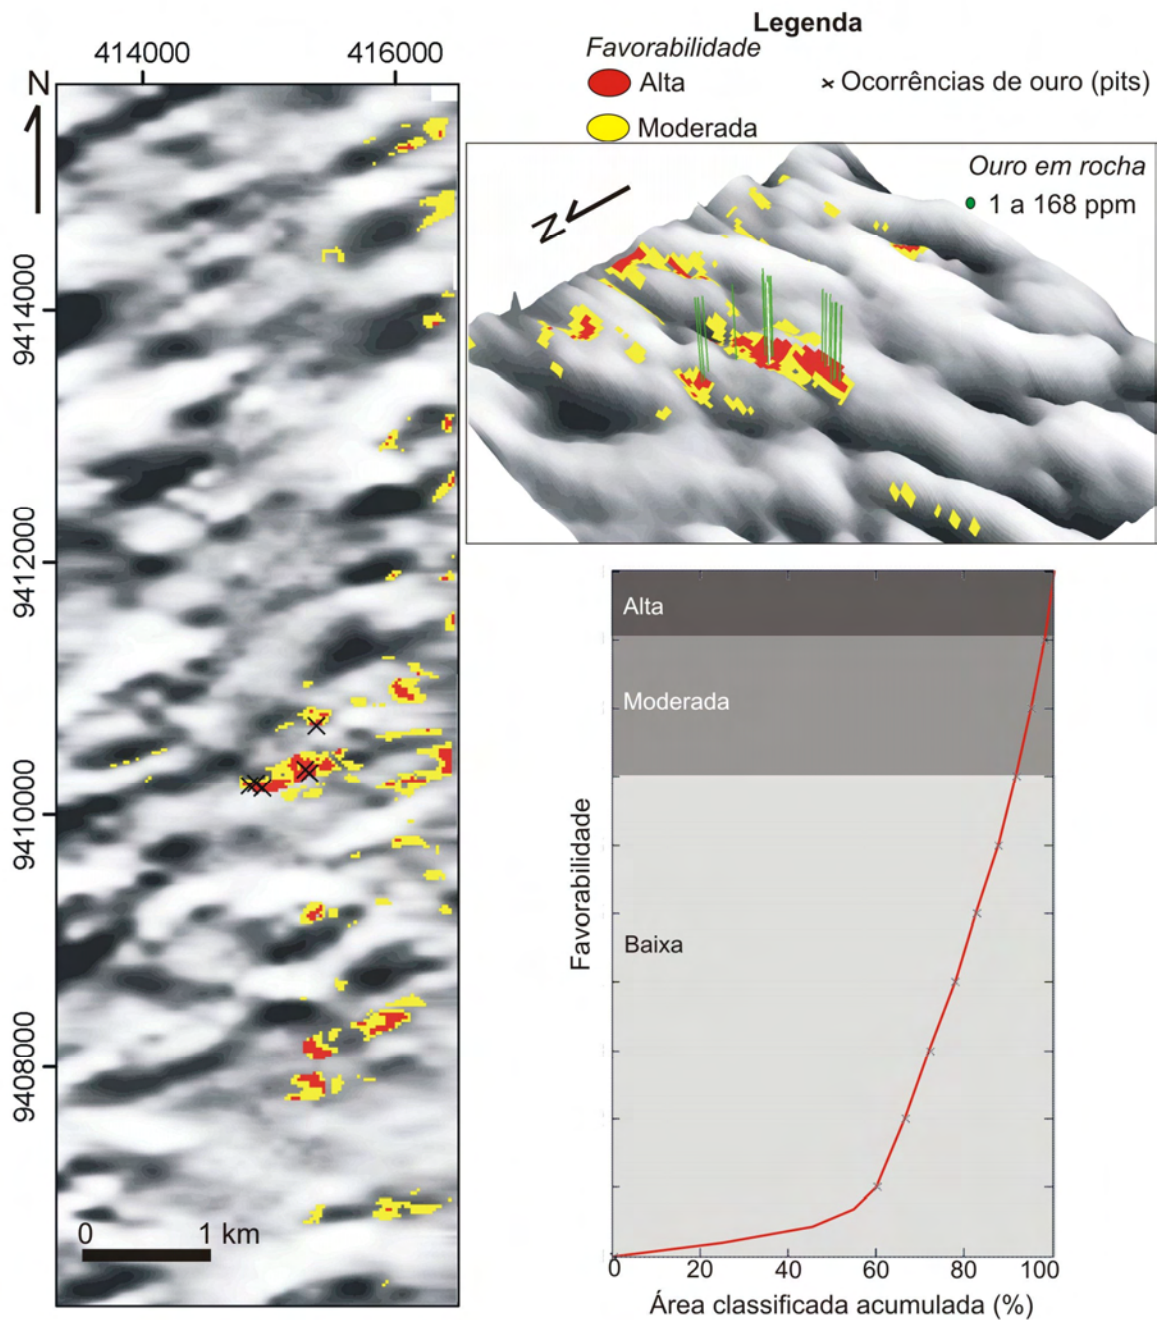 Legenda
Favorabilidade
Alta
× Ocorrências de ouro (pits)
Moderada
414000
416000
N
9414000
9412000
9410000
9408000
0
1 km
N
Ouro em rocha
1 a 168 ppm
Alta
Moderada
Baixa
Favorabilidade
0
20
40
60
80
100
Área classificada acumulada (%)